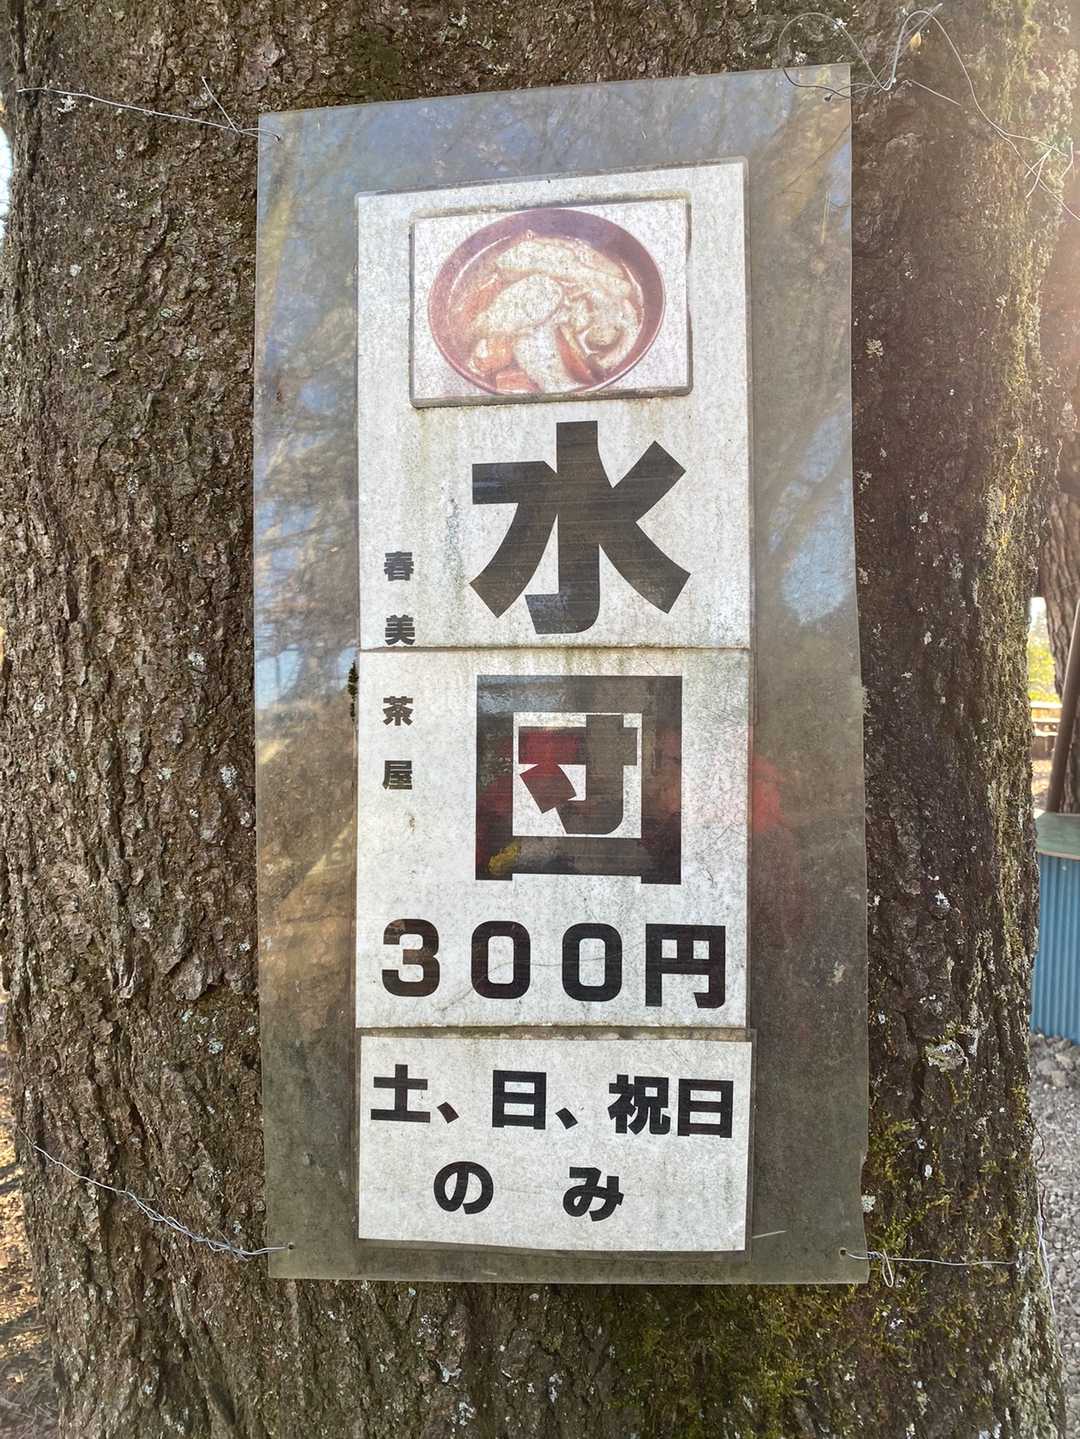 水団
春美茶屋
３００円
土、日、祝日
のみ